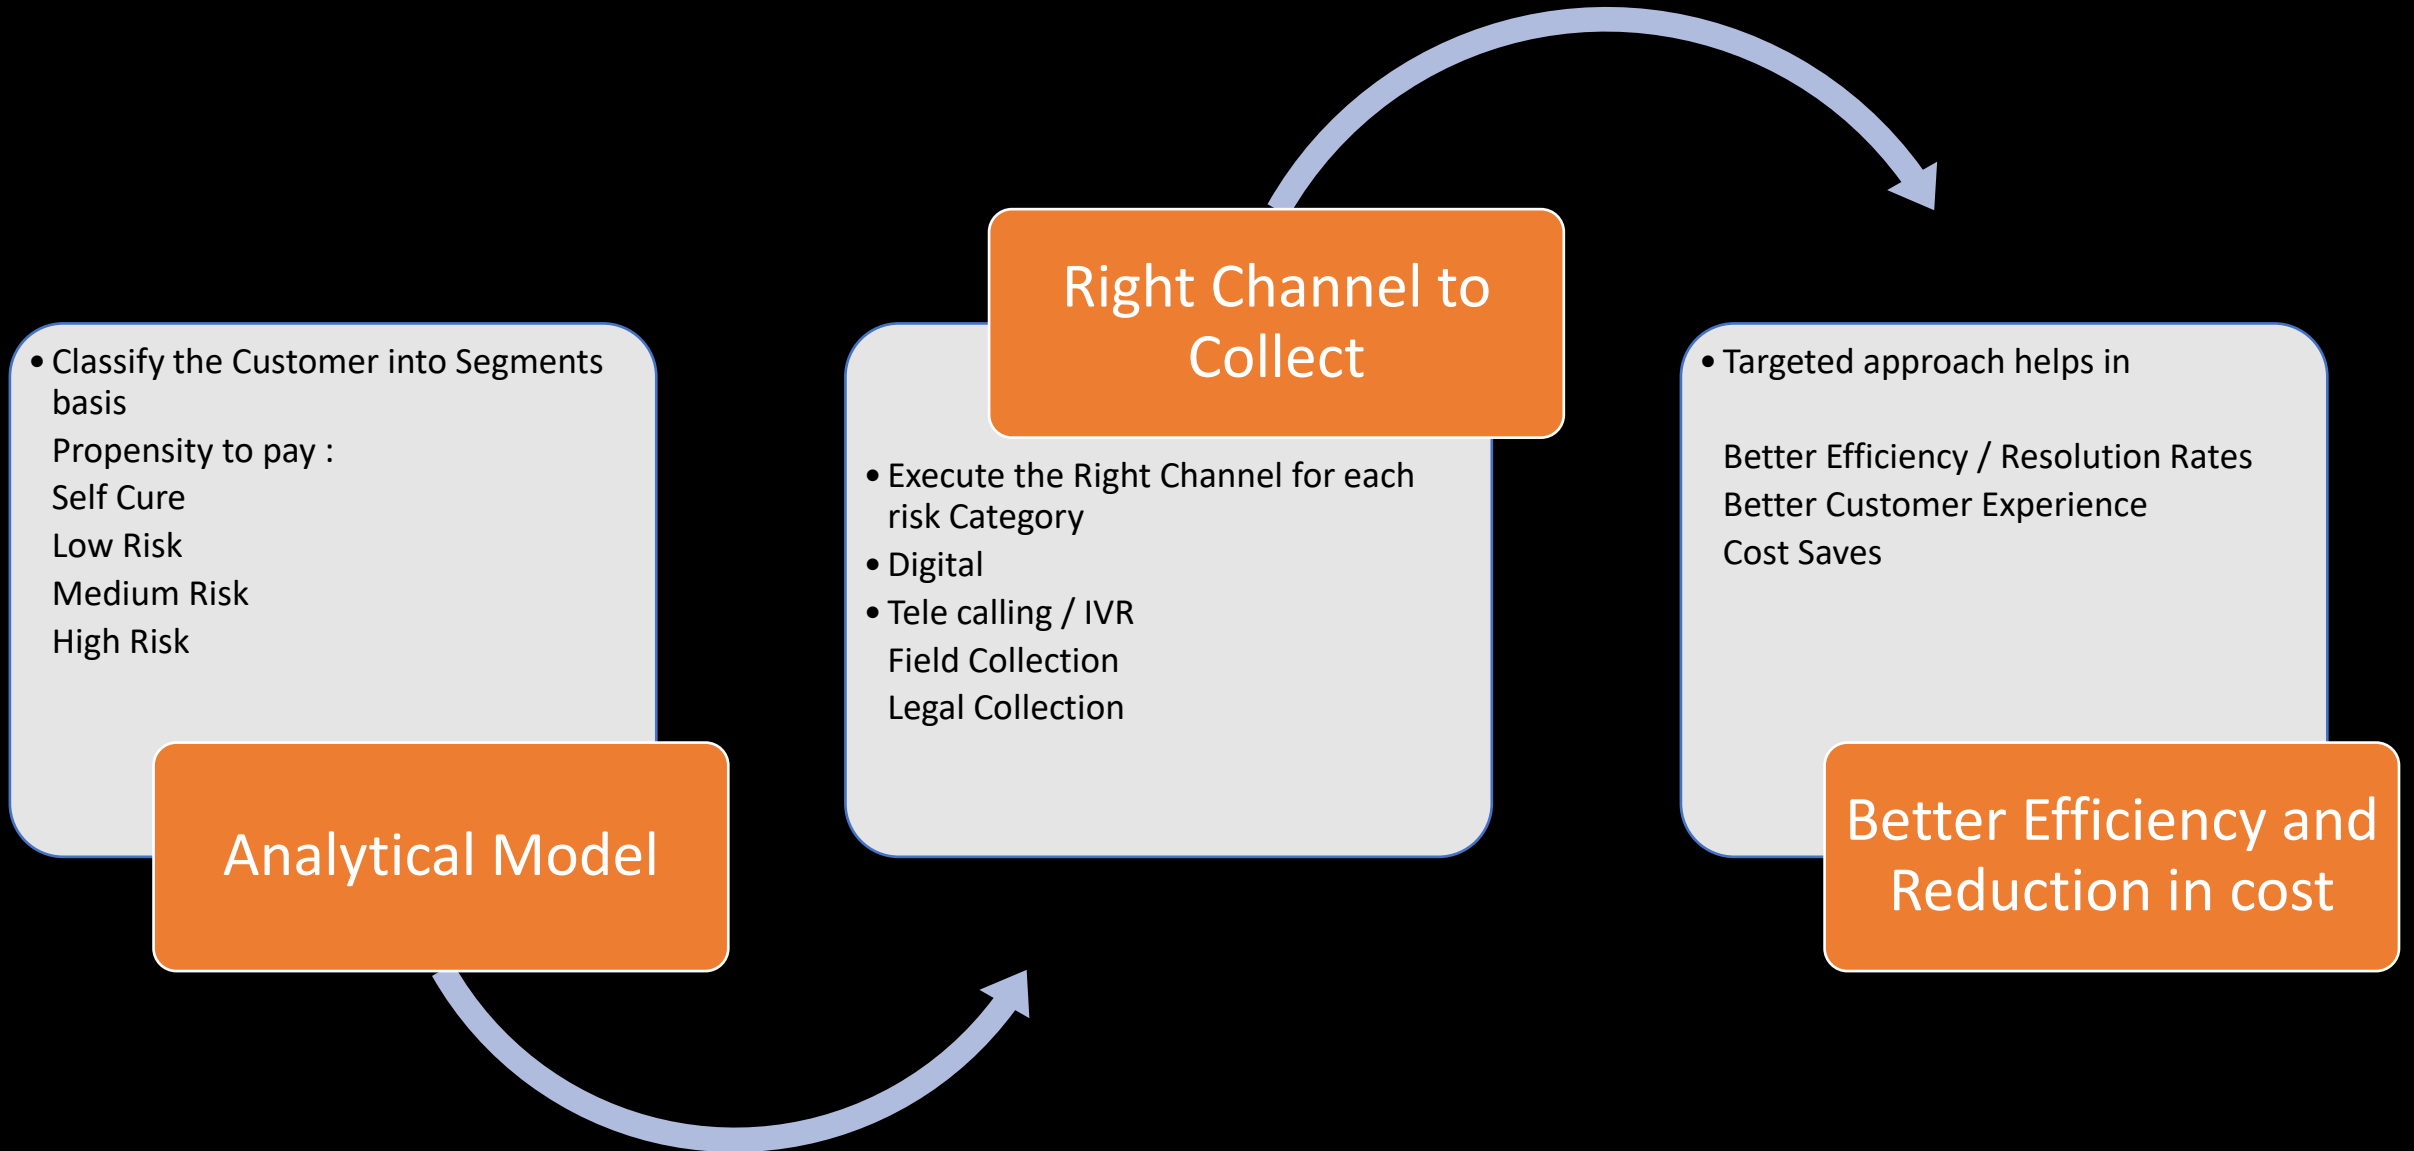 • Classify the Customer into Segments
basis
Propensity to pay :
Self Cure
Low Risk
Medium Risk
High Risk
Analytical Model
Right Channel to
Collect
• Execute the Right Channel for each
risk Category
• Digital
• Tele calling / IVR
Field Collection
Legal Collection
• Targeted approach helps in
Better Efficiency / Resolution Rates
Better Customer Experience
Cost Saves
Better Efficiency and
Reduction in cost